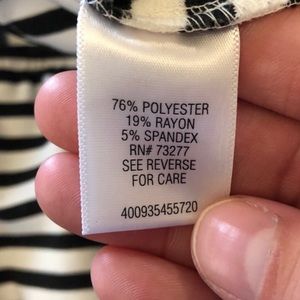 76% POLYESTER
19% RAYON
5% SPANDEX
RN# 73277
SEE REVERSE
FOR CARE
400935455720